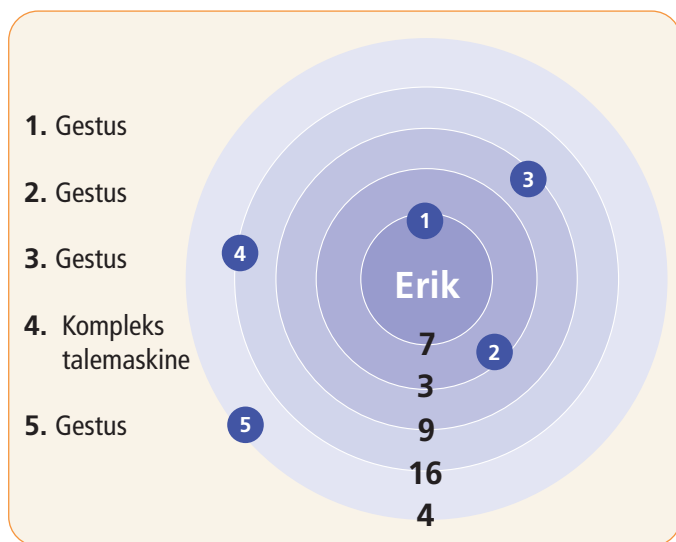 1. Gestus
2. Gestus
3. Gestus
4. Kompleks
talemaskine
5. Gestus
3
1
4
Erik
7
2
3
5
9
16
4